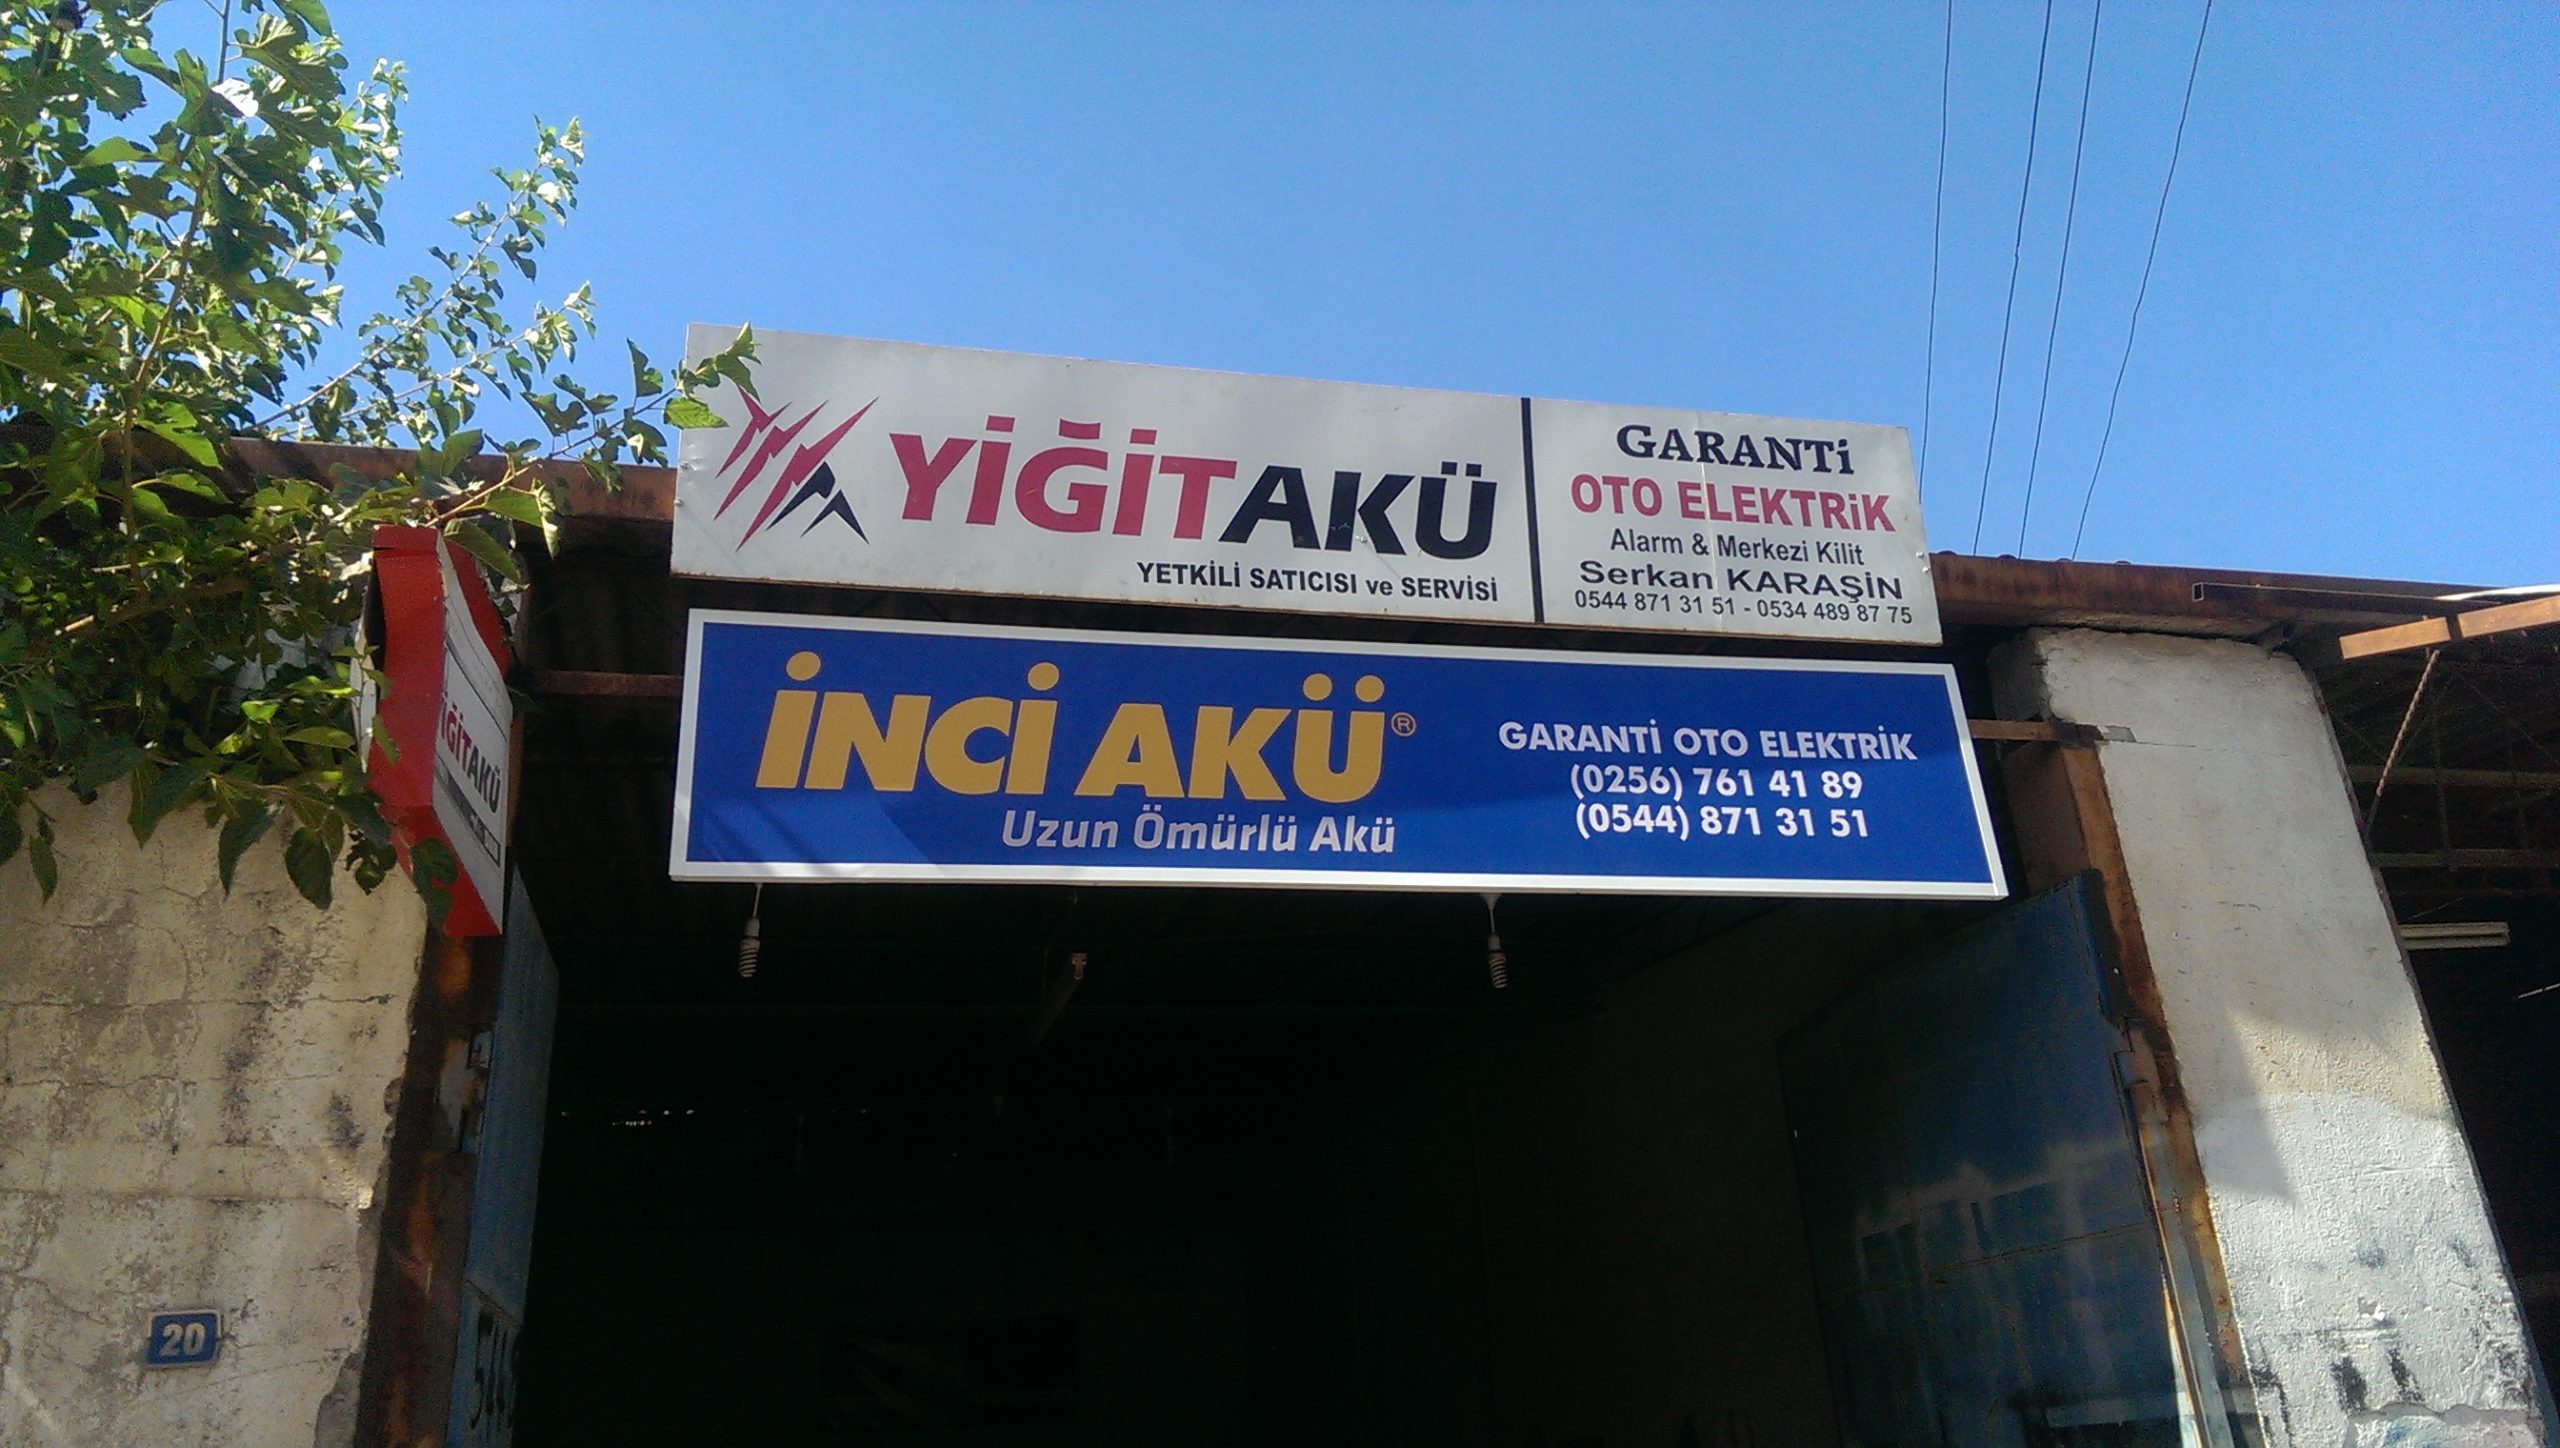 YİĞİTAKÜ
YETKİLİ SATICISI ve SERVİSİ
GARANTİ
OTO ELEKTRİK
Alarm & Merkezi Kilit
Serkan KARAŞİN
0544 871 31 51 - 0534 489 87 75
İNCİ AKÜ®
Uzun Ömürlü Akü
GARANTİ OTO ELEKTRİK
(0256) 761 41 89
(0544) 871 31 51
YİĞİTAKÜ
20